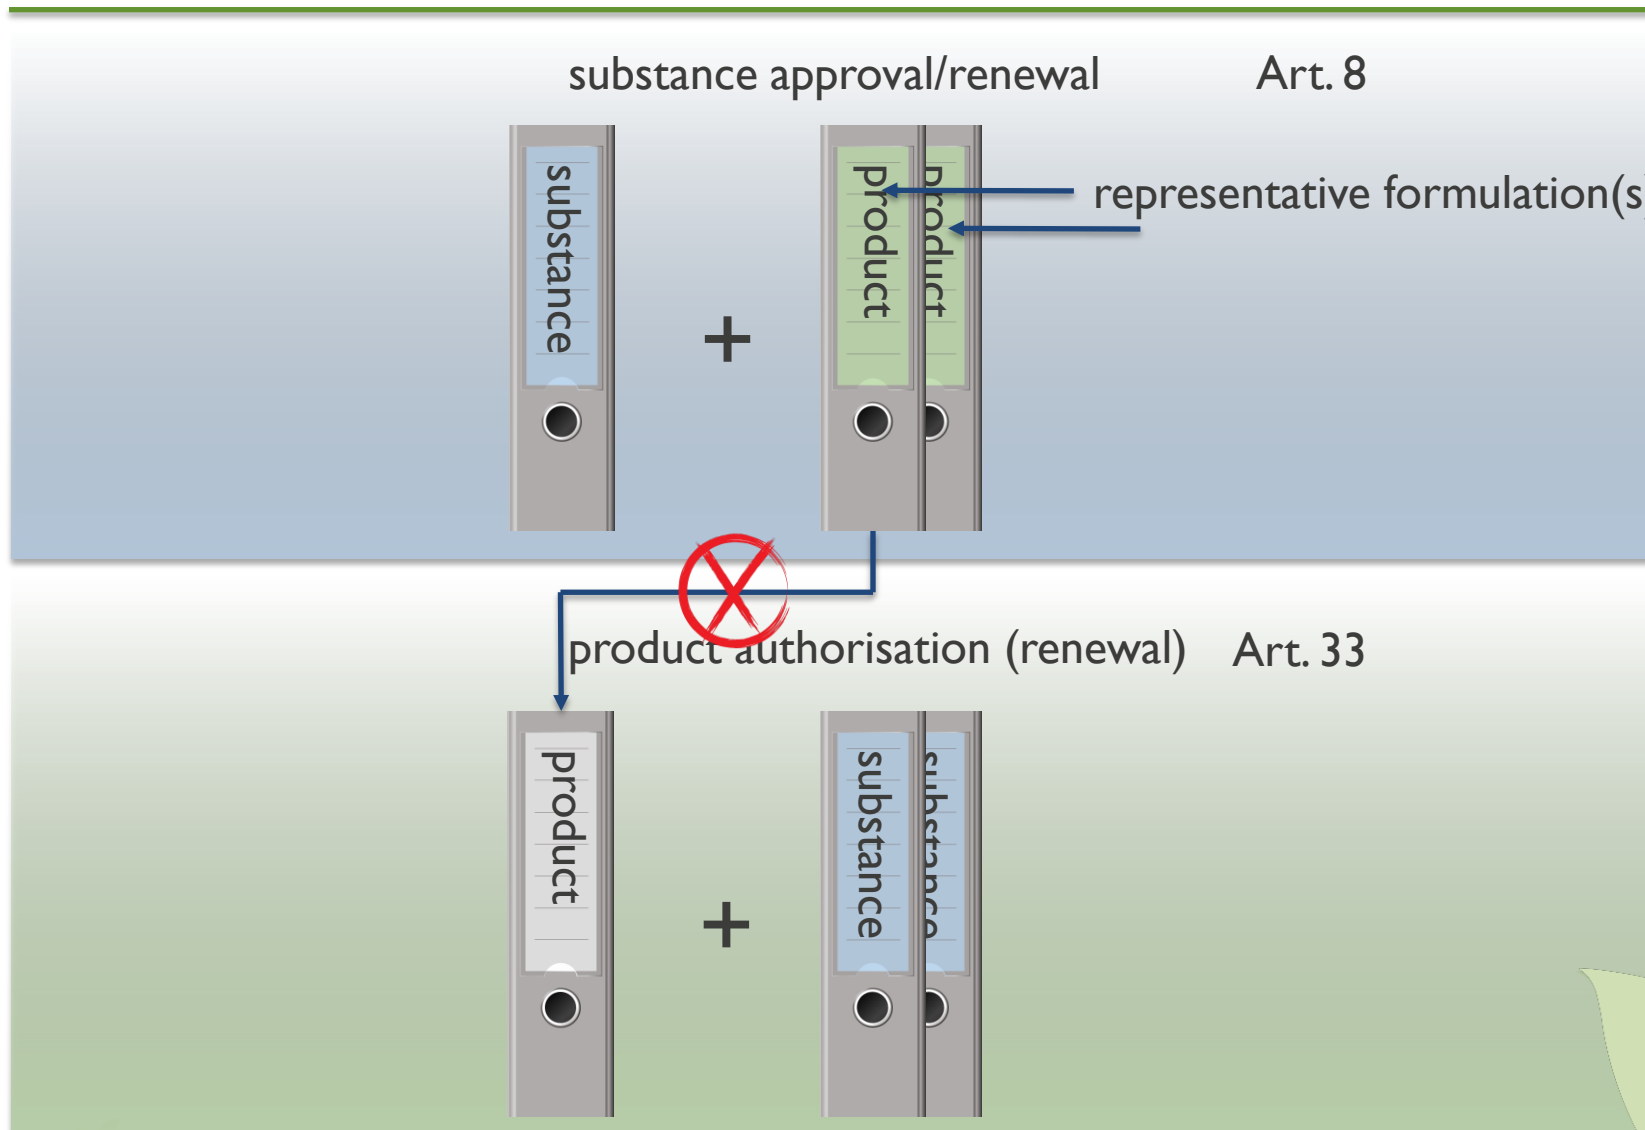 substance approval/renewal Art. 8
substance
+
product
product
representative formulation(s)
product authorisation (renewal) Art. 33
product
+
substance
substance